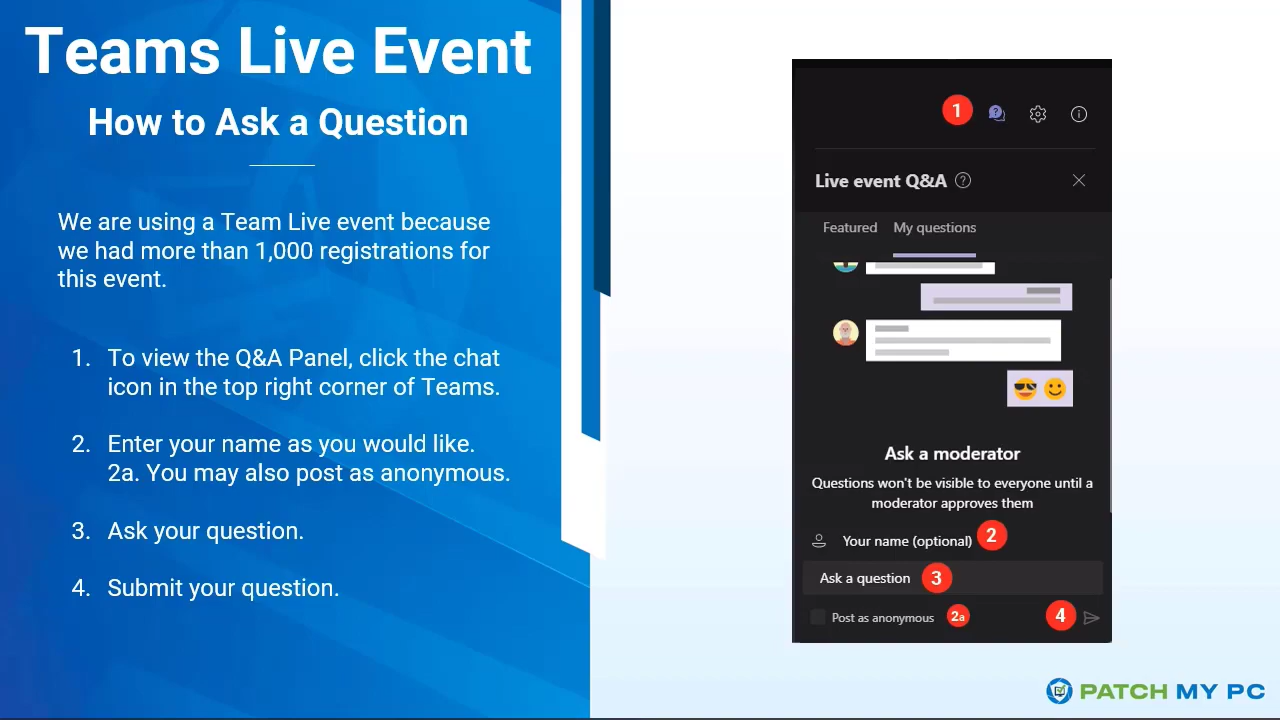 Teams Live Event
How to Ask a Question
We are using a Team Live event because
we had more than 1,000 registrations for
this event.
1. To view the Q&A Panel, click the chat
icon in the top right corner of Teams.
2. Enter your name as you would like.
2a. You may also post as anonymous.
3. Ask your question.
4. Submit your question.
1
Live event Q&A
Featured My questions
Ask a moderator
Questions won't be visible to everyone until a
moderator approves them
Your name (optional) 2
Ask a question 3
Post as anonymous 2a 4
PATCH MY PC